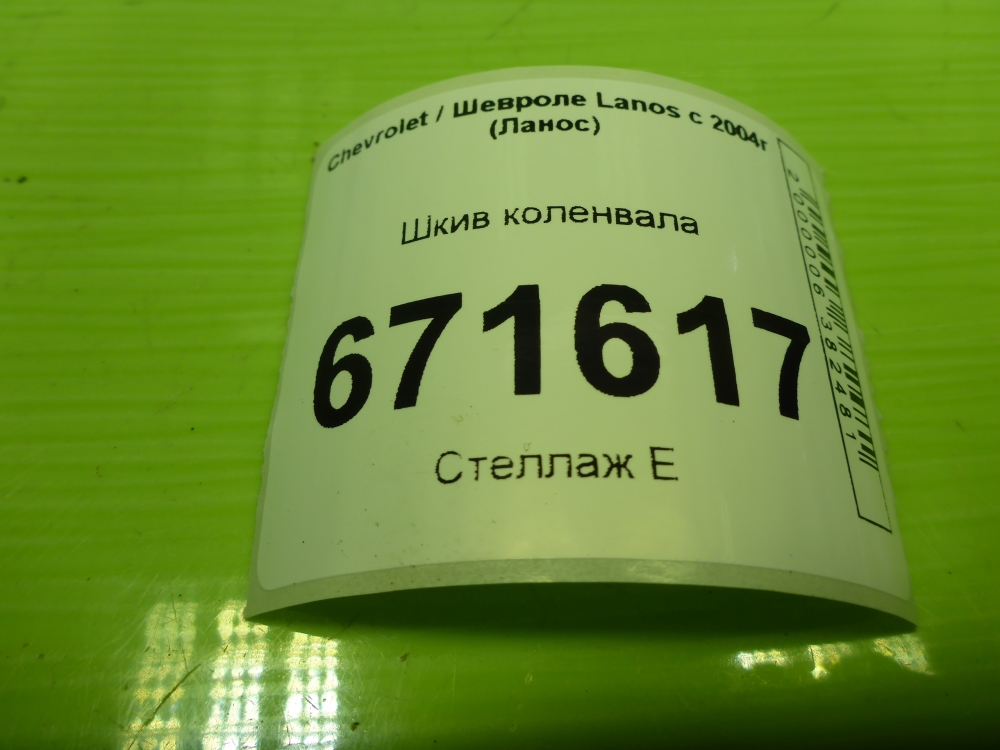 Chevrolet / Шевроле Lanos с 2004г
(Ланос)
Шкив коленвала
671617
Стеллаж Е
2000006382481